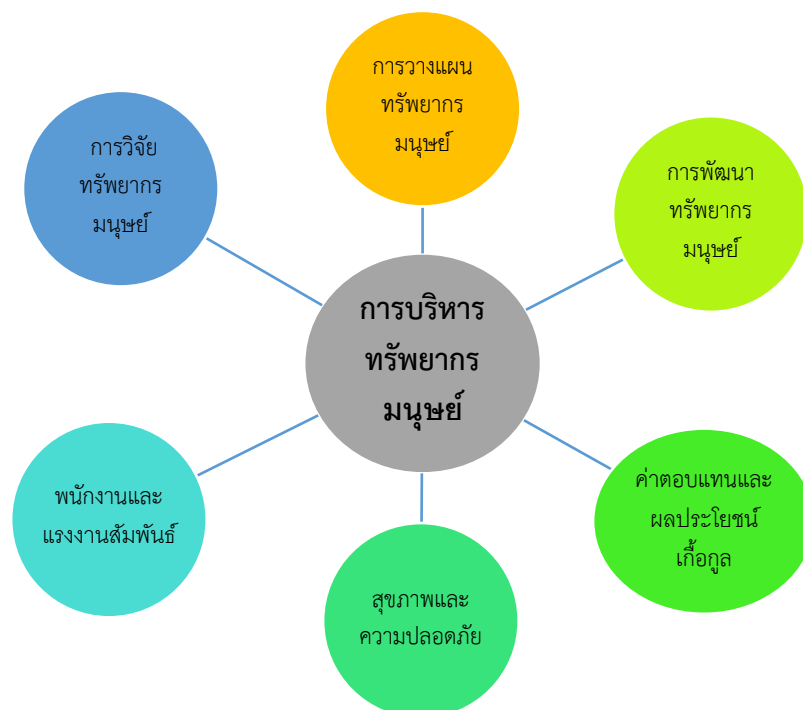 การวางแผน
ทรัพยากร
มนุษย์
การวิจัย
ทรัพยากร
มนุษย์
การพัฒนา
ทรัพยากร
มนุษย์
การบริหาร
ทรัพยากร
มนุษย์
พนักงานและ
แรงงานสัมพันธ์
ค่าตอบแทนและ
ผลประโยชน์
เกื้อกูล
สุขภาพและ
ความปลอดภัย